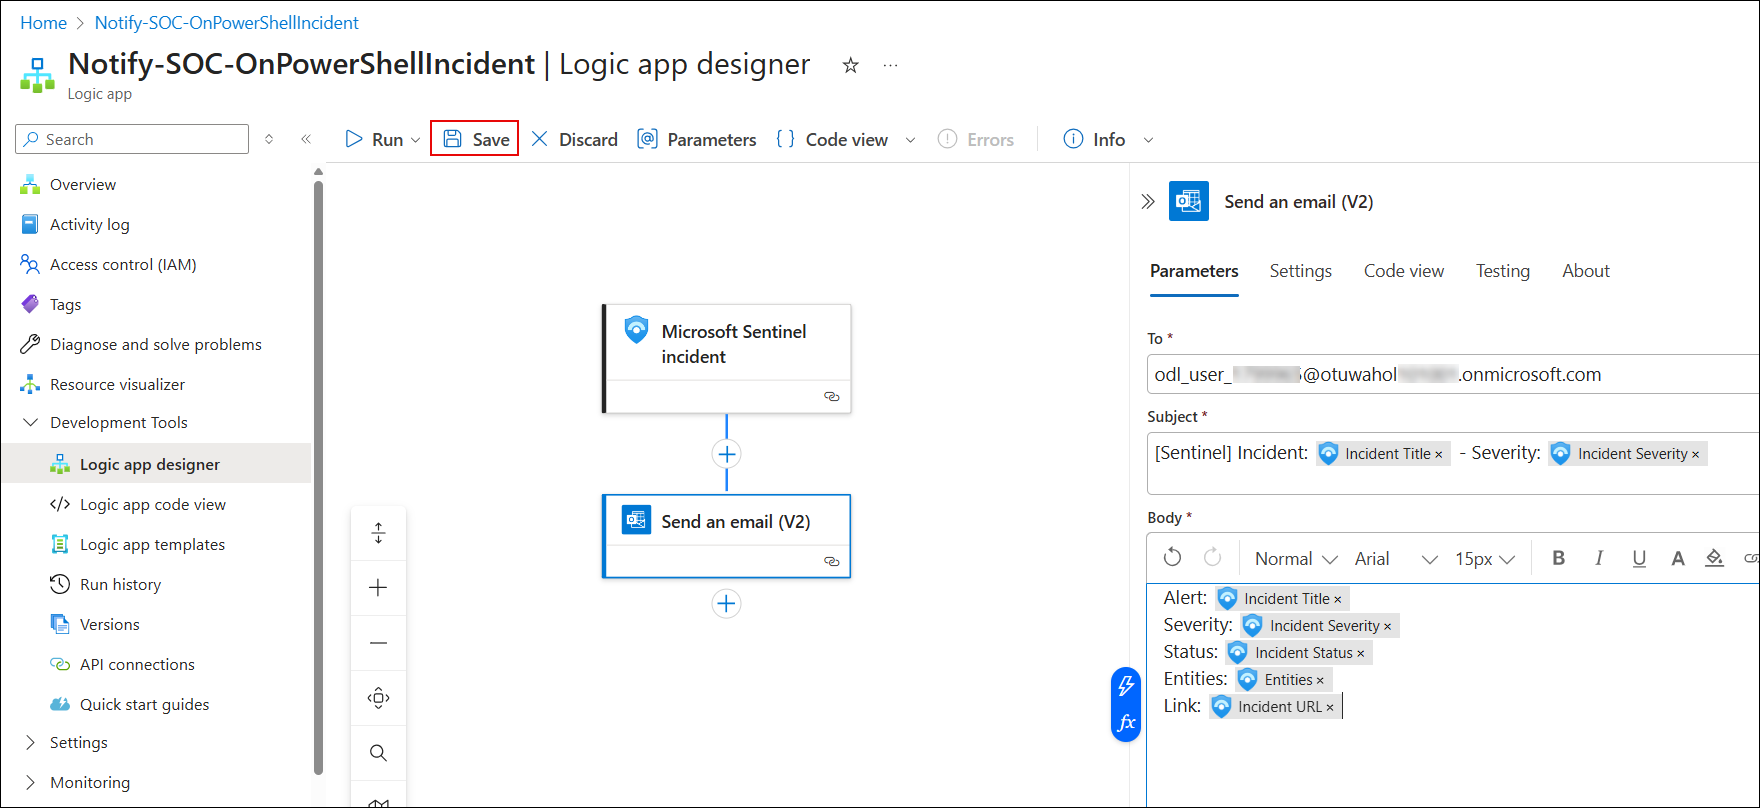 Home > Notify-SOC-OnPowerShellIncident
Notify-SOC-OnPowerShellIncident | Logic app designer
Logic app
Search
Run
Save
Discard
Parameters
Code view
Errors
Info
Overview
Activity log
Access control (IAM)
Tags
Diagnose and solve problems
Resource visualizer
Development Tools
Logic app designer
Logic app code view
Logic app templates
Run history
Versions
API connections
Quick start guides
Settings
Monitoring
Microsoft Sentinel
incident
Send an email (V2)
Send an email (V2)
Parameters Settings Code view Testing About
To *
odl_user_ @otuwahol .onmicrosoft.com
Subject *
[Sentinel] Incident: Incident Title × - Severity: Incident Severity ×
Body *
Normal Arial 15px B I U A
Alert: Incident Title ×
Severity: Incident Severity ×
Status: Incident Status ×
Entities: Entities ×
Link: Incident URL ×
fx